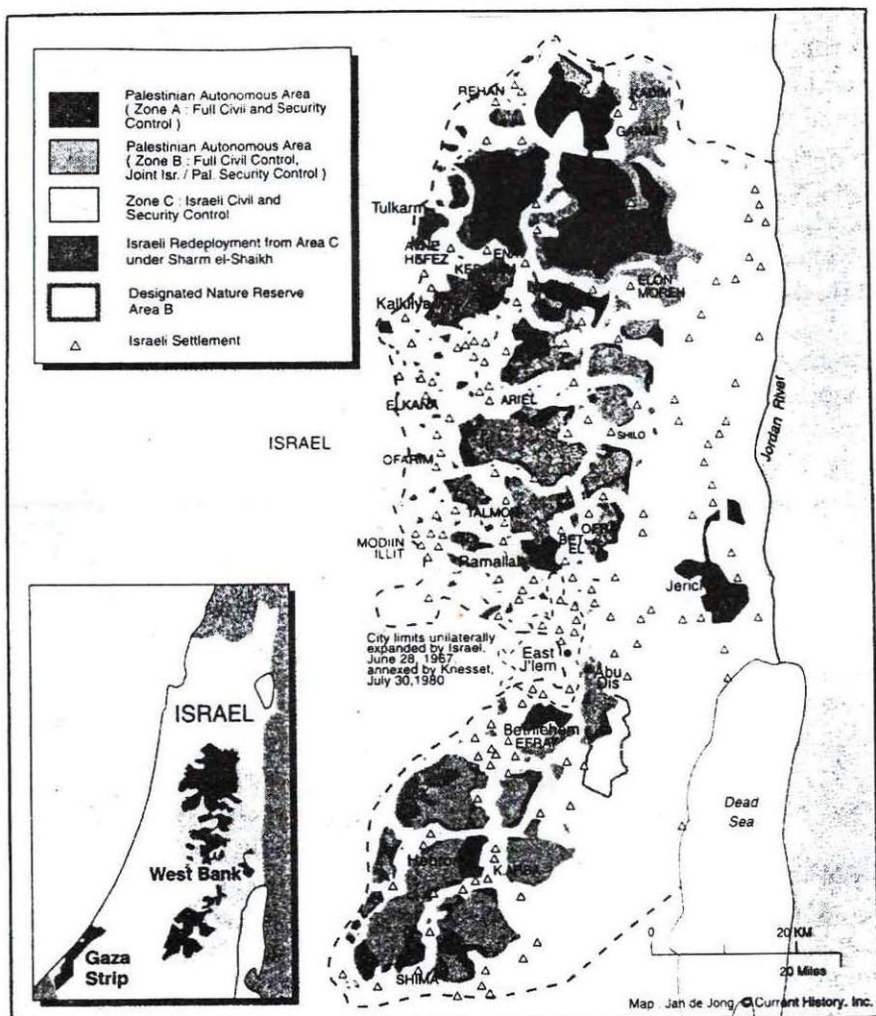 Palestinian Autonomous Area
( Zone A : Full Civil and Security
Control )
Palestinian Autonomous Area
( Zone B : Full Civil Control,
Joint Isr. / Pal. Security Control )
Zone C : Israeli Civil and
Security Control
Israeli Redeployment from Area C
under Sharm el-Shaikh
Designated Nature Reserve
Area B
Israeli Settlement
REHAN
KADIM
GANIM
Tulkarm
HEFEZ
ELON
MOREH
Kalkilya
ELKANA
ARIEL
ISRAEL
SHILO
OFARIM
Jordan River
TALMON
MODIIN
ILLIT
BET
EL
Ramallah
City limits unilaterally
expanded by Israel.
June 28, 1967.
annexed by Knesset,
July 30,1980
East
J'lem
Abu
Dis
Bethlehem
EFRAT
Dead
Sea
SHIMA
0 20 KM
20 Miles
Map : Jan de Jong © Current History. Inc.
ISRAEL
West Bank
Gaza
Strip